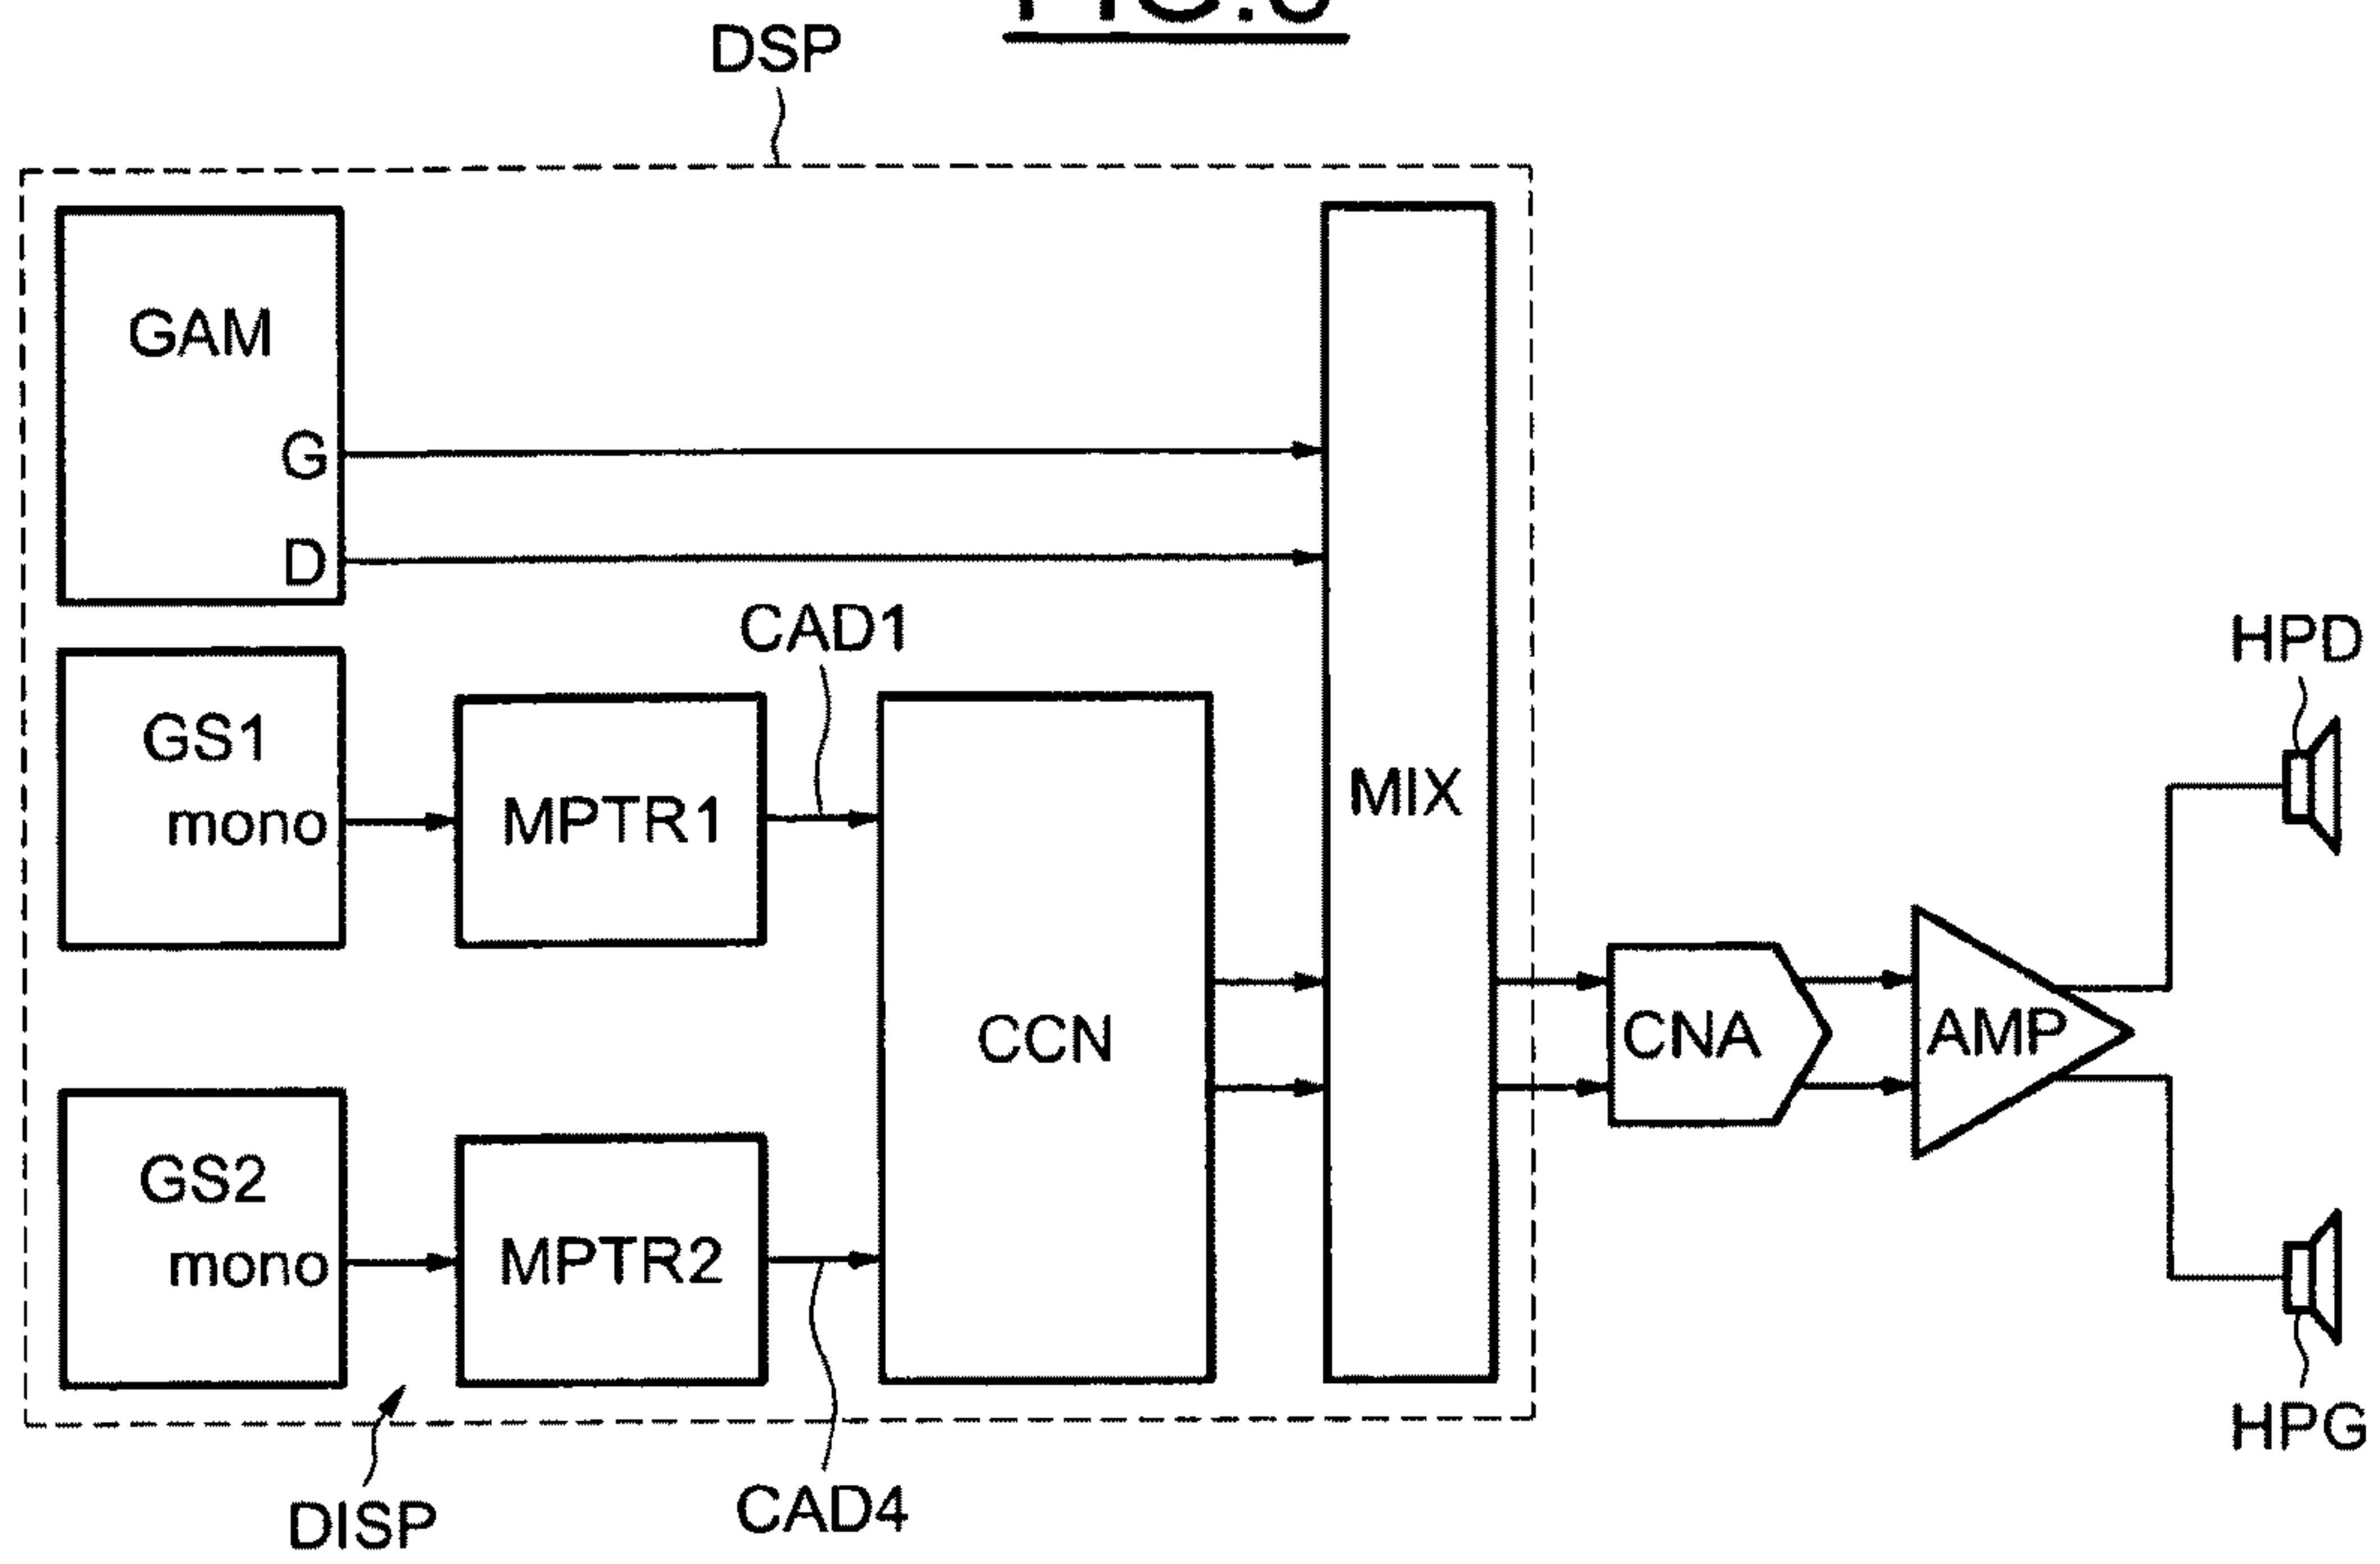 DSP
GAM
G
D
CAD1
HPD
GS1
mono
MPTR1
MIX
CCN
CNA
AMP
GS2
mono
MPTR2
HPG
DISP
CAD4